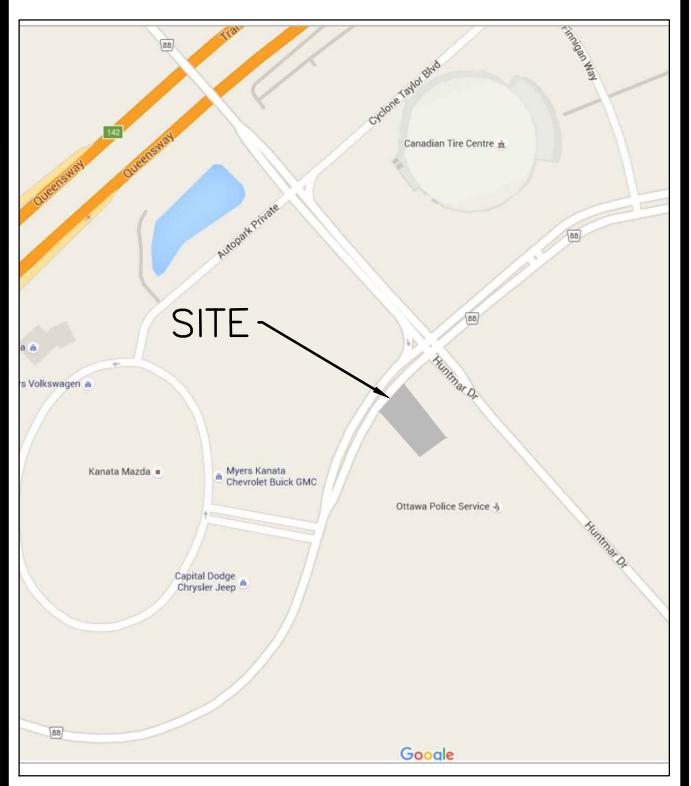 Tran
88
Finnigan Way
Cyclone Taylor Blvd
142
Canadian Tire Centre
Queensway
Queensway
Autopark Private
88
SITE
88
a
Huntmar Dr
rs Volkswagen
Kanata Mazda
Myers Kanata
Chevrolet Buick GMC
Ottawa Police Service
Huntmar Dr
Capital Dodge
Chrysler Jeep
88
Google